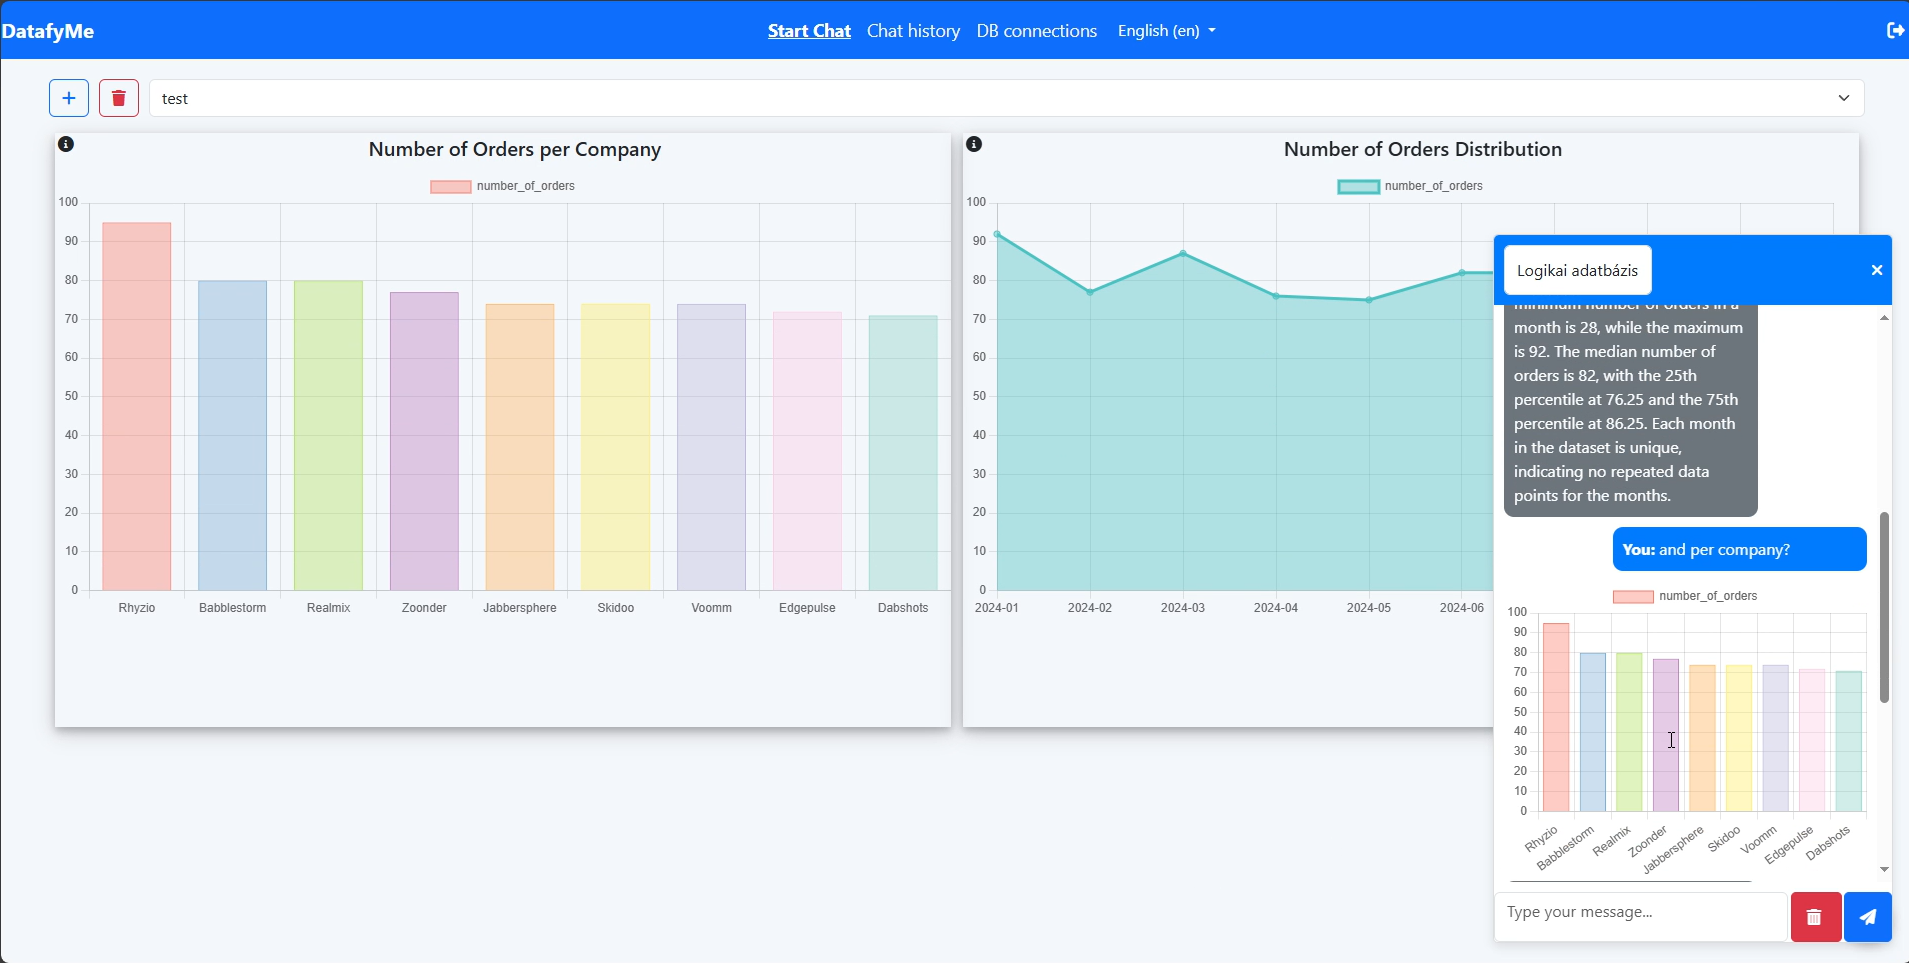 DatafyMe
Start Chat
Chat history
DB connections
English (en)
test
Number of Orders per Company
number_of_orders
100
90
80
70
60
50
40
30
20
10
0
Rhyzio
Babblestorm
Realmix
Zoonder
Jabbersphere
Skidoo
Voomm
Edgepulse
Dabshots
Number of Orders Distribution
number_of_orders
100
90
80
70
60
50
40
30
20
10
0
2024-01
2024-02
2024-03
2024-04
2024-05
2024-06
Logikai adatbázis
minimum number of orders in a
month is 28, while the maximum
is 92. The median number of
orders is 82, with the 25th
percentile at 76.25 and the 75th
percentile at 86.25. Each month
in the dataset is unique,
indicating no repeated data
points for the months.
You: and per company?
number_of_orders
100
90
80
70
60
50
40
30
20
10
0
Rhyzio
Babblestorm
Realmix
Zoonder
Jabbersphere
Skidoo
Voomm
Edgepulse
Dabshots
Type your message...